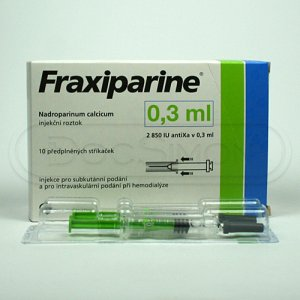 Fraxiparine®
Nadroparinum calcicum
injekční roztok
0,3 ml
2 850 IU antiXa v 0,3 ml
10 předplněných stříkaček
injekce pro subkutánní podání
a pro intravaskulární podání při hemodialýze